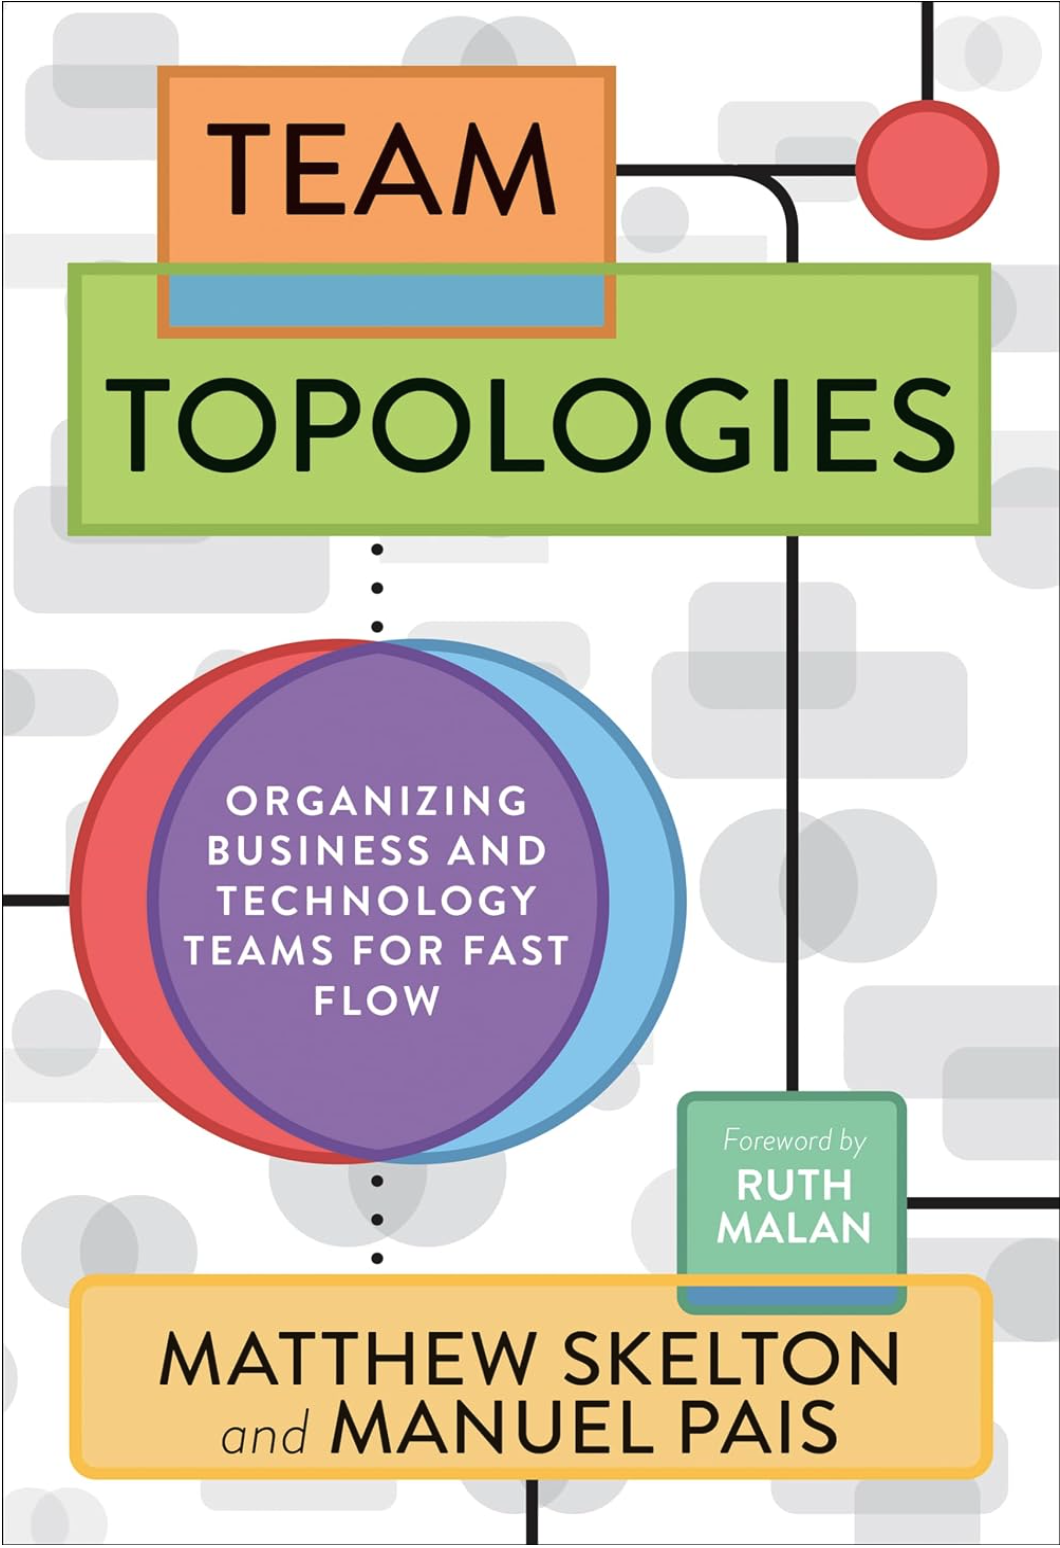 TEAM
TOPOLOGIES
ORGANIZING
BUSINESS AND
TECHNOLOGY
TEAMS FOR FAST
FLOW
Foreword by
RUTH
MALAN
MATTHEW SKELTON
and MANUEL PAIS